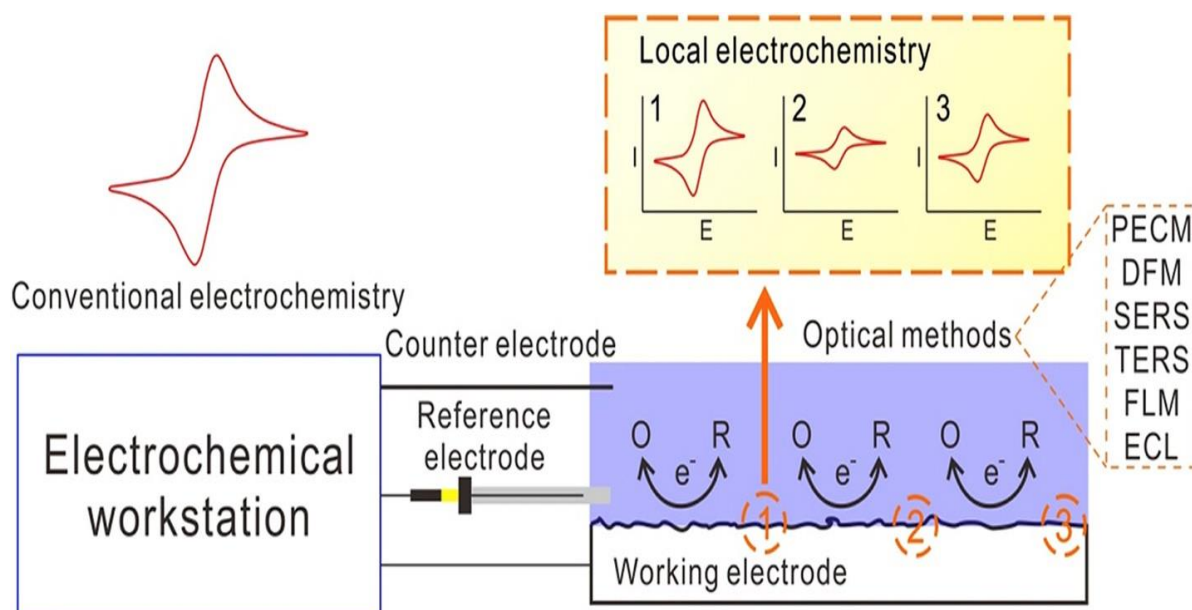 Local electrochemistry
1
2
3
I
I
I
E
E
E
Conventional electrochemistry
PECM
DFM
SERS
TERS
FLM
ECL
Optical methods
Counter electrode
Reference
electrode
Electrochemical
workstation
O R O R O R
e⁻ e⁻ e⁻
1 2 3
Working electrode